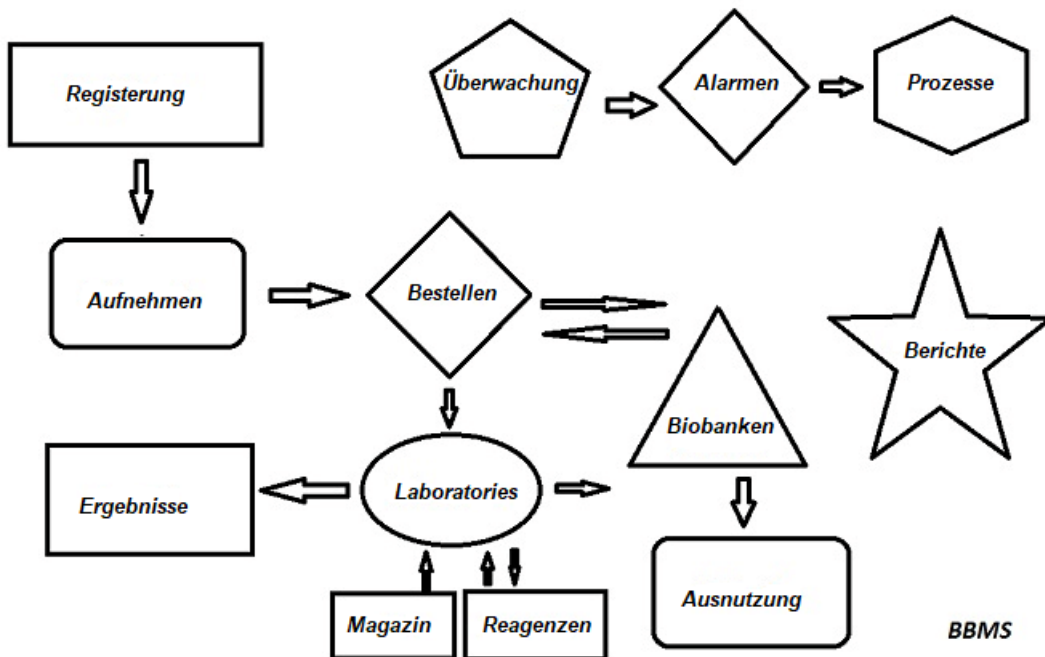 Registerung
Überwachung
Alarmen
Prozesse
Aufnehmen
Bestellen
Berichte
Biobanken
Ergebnisse
Laboratories
Ausnutzung
Magazin
Reagenzen
BBMS